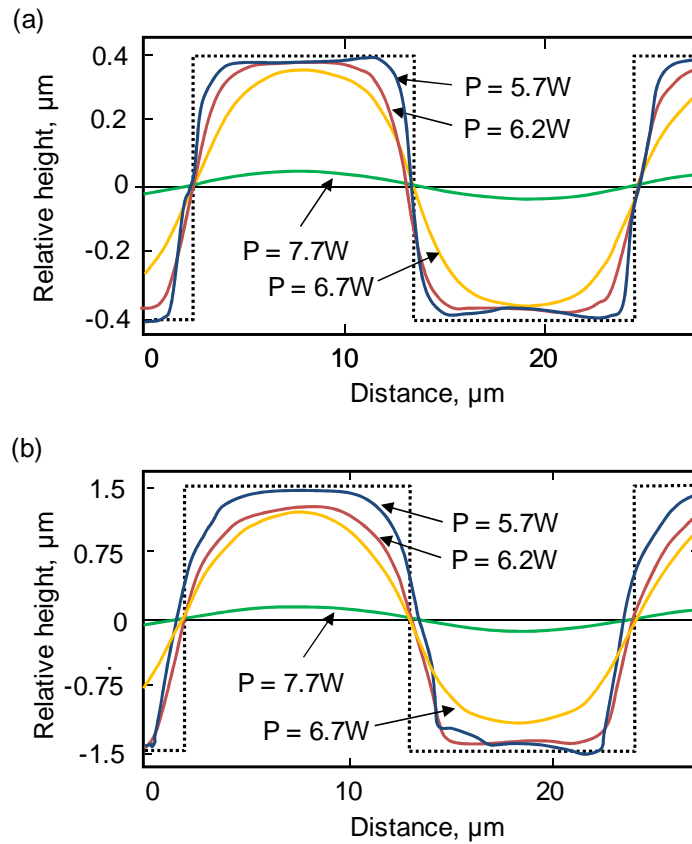 (a)
0.4
0.2
0
-0.2
-0.4
Relative height, µm
P = 5.7W
P = 6.2W
P = 7.7W
P = 6.7W
0
10
20
Distance, µm
(b)
1.5
0.75
0
-0.75
-1.5
Relative height, µm
P = 5.7W
P = 6.2W
P = 7.7W
P = 6.7W
0
10
20
Distance, µm